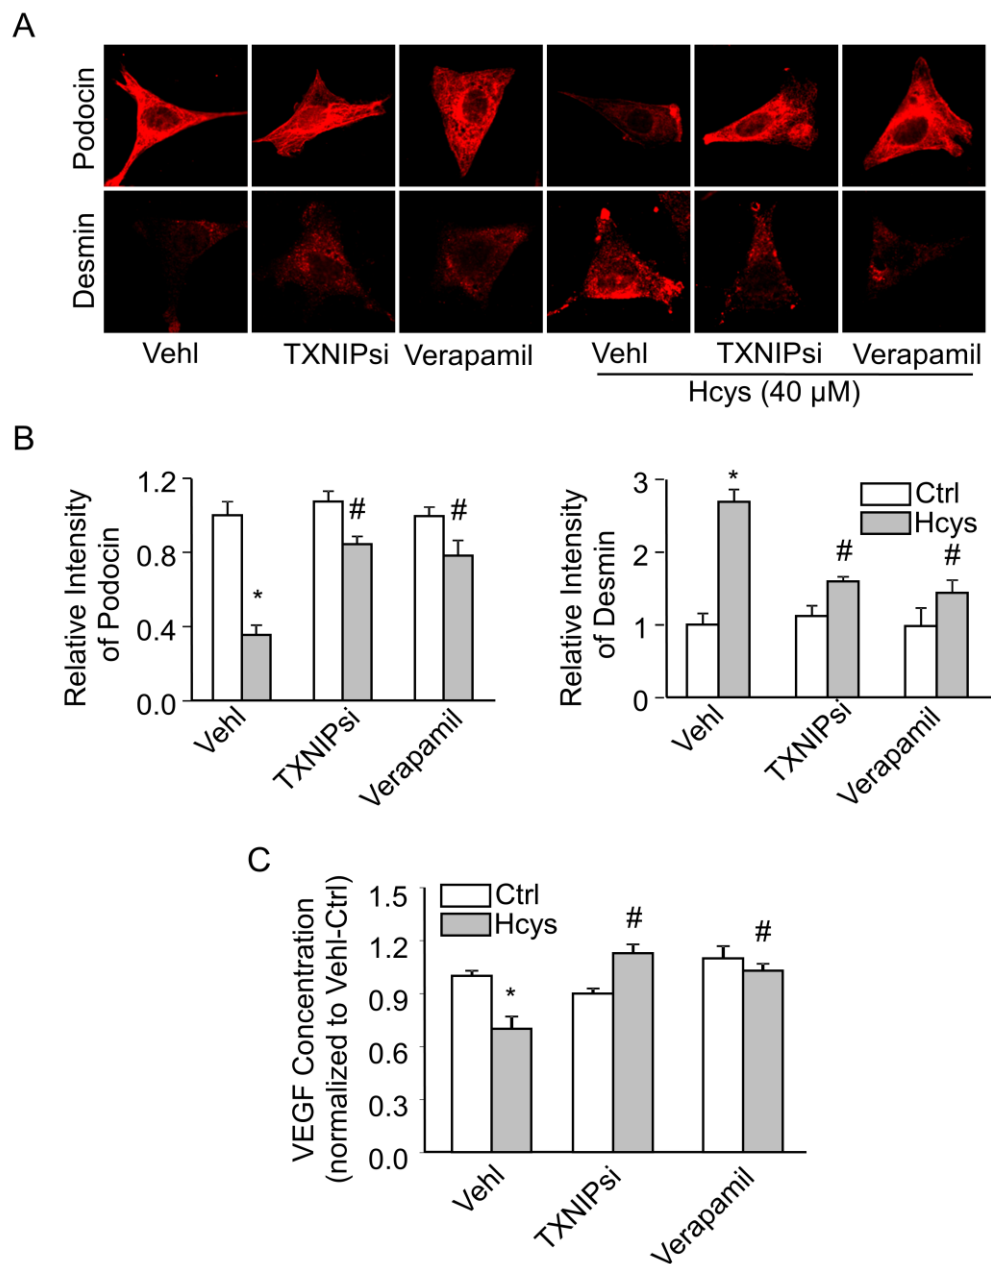 A
Podocin
Desmin
Vehl
TXNIPsi
Verapamil
Vehl
TXNIPsi
Verapamil
Hcys (40 µM)
B
Relative Intensity
of Podocin
1.2
0.8
0.4
0.0
*
#
#
Vehl
TXNIPsi
Verapamil
Relative Intensity
of Desmin
3
2
1
0
*
#
#
Ctrl
Hcys
Vehl
TXNIPsi
Verapamil
C
VEGF Concentration
(normalized to Vehl-Ctrl)
1.5
1.2
0.9
0.6
0.3
0.0
Ctrl
Hcys
*
#
#
Vehl
TXNIPsi
Verapamil